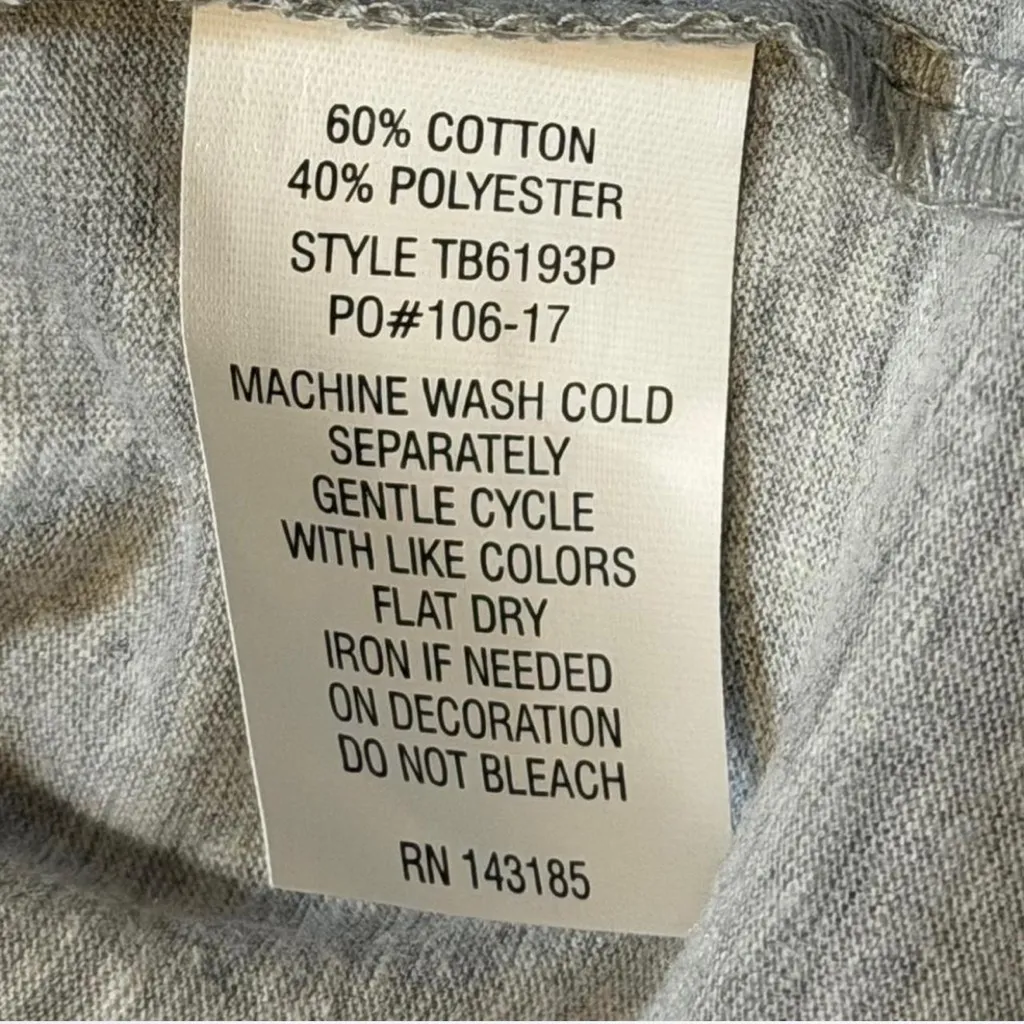 60% COTTON
40% POLYESTER
STYLE TB6193P
PO#106-17
MACHINE WASH COLD
SEPARATELY
GENTLE CYCLE
WITH LIKE COLORS
FLAT DRY
IRON IF NEEDED
ON DECORATION
DO NOT BLEACH
RN 143185